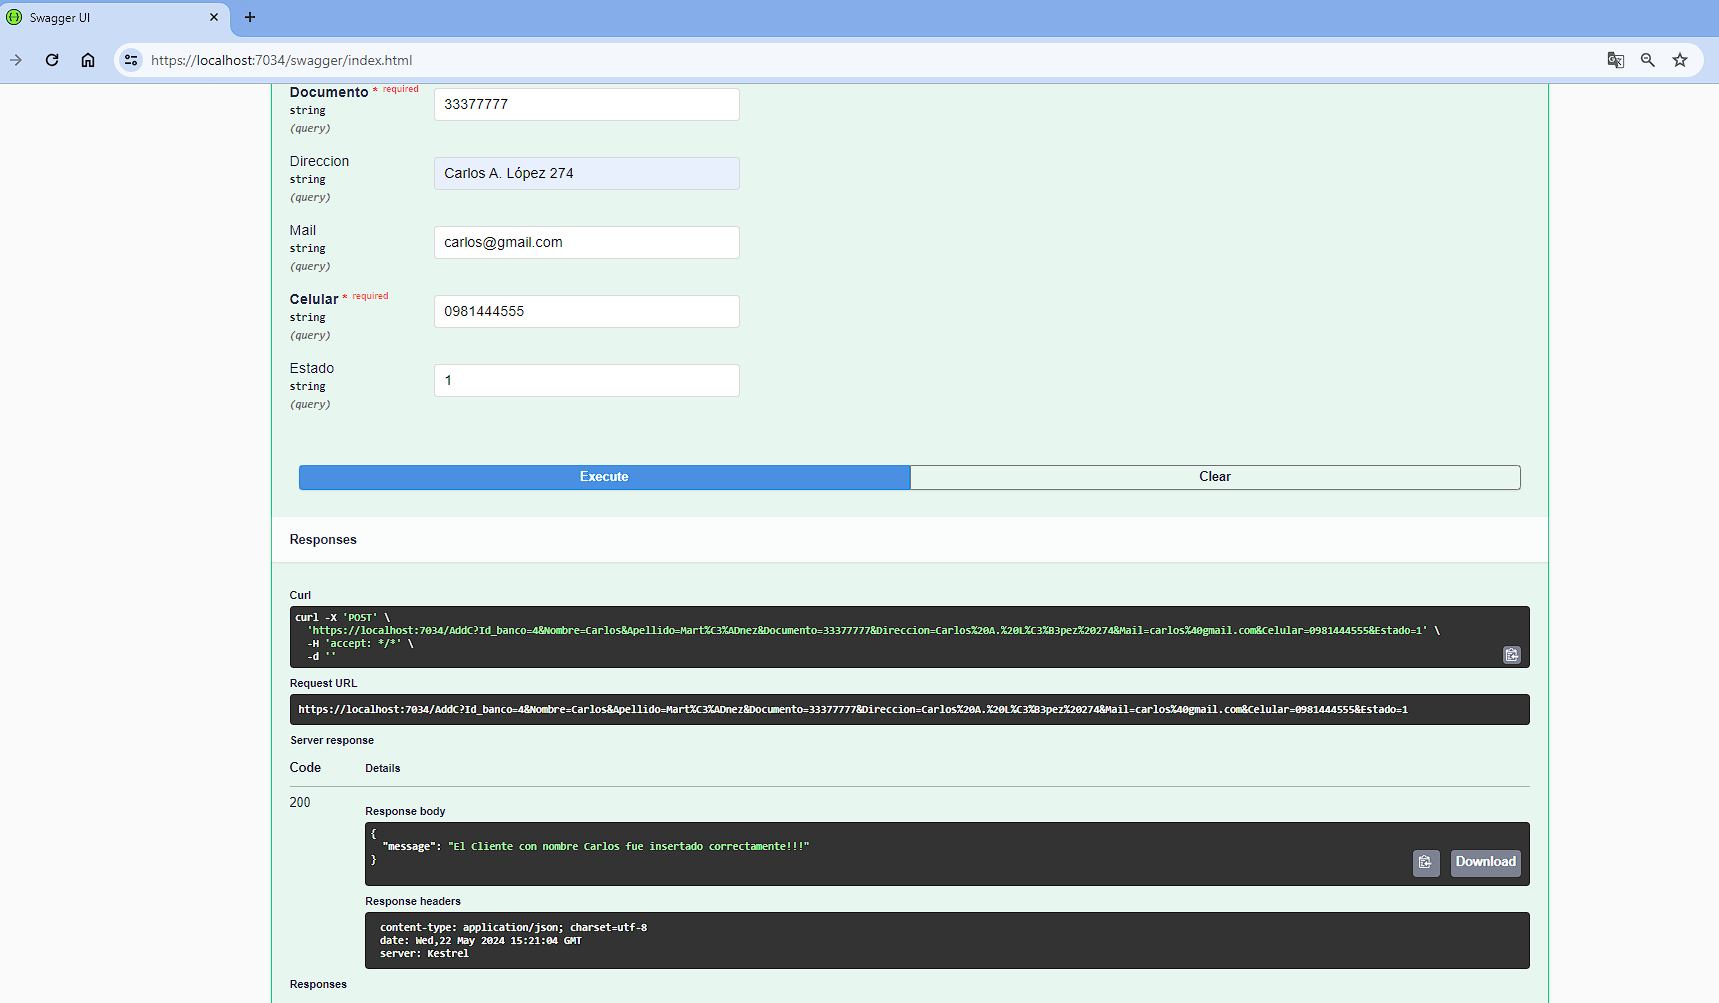 Swagger UI
https://localhost:7034/swagger/index.html
Documento * required
string
(query)
33377777
Direccion
string
(query)
Carlos A. López 274
Mail
string
(query)
carlos@gmail.com
Celular * required
string
(query)
0981444555
Estado
string
(query)
1
Execute
Clear
Responses
Curl
curl -X 'POST' \
'https://localhost:7034/AddC?Id_banco=4&Nombre=Carlos&Apellido=Mart%C3%ADnez&Documento=33377777&Direccion=Carlos%20A.%20L%C3%B3pez%20274&Mail=carlos%40gmail.com&Celular=0981444555&Estado=1' \
-H 'accept: */*' \
-d ''
Request URL
https://localhost:7034/AddC?Id_banco=4&Nombre=Carlos&Apellido=Mart%C3%ADnez&Documento=33377777&Direccion=Carlos%20A.%20L%C3%B3pez%20274&Mail=carlos%40gmail.com&Celular=0981444555&Estado=1
Server response
Code
Details
200
Response body
{
"message": "El Cliente con nombre Carlos fue insertado correctamente!!!"
}
Download
Response headers
content-type: application/json; charset=utf-8
date: Wed,22 May 2024 15:21:04 GMT
server: Kestrel
Responses